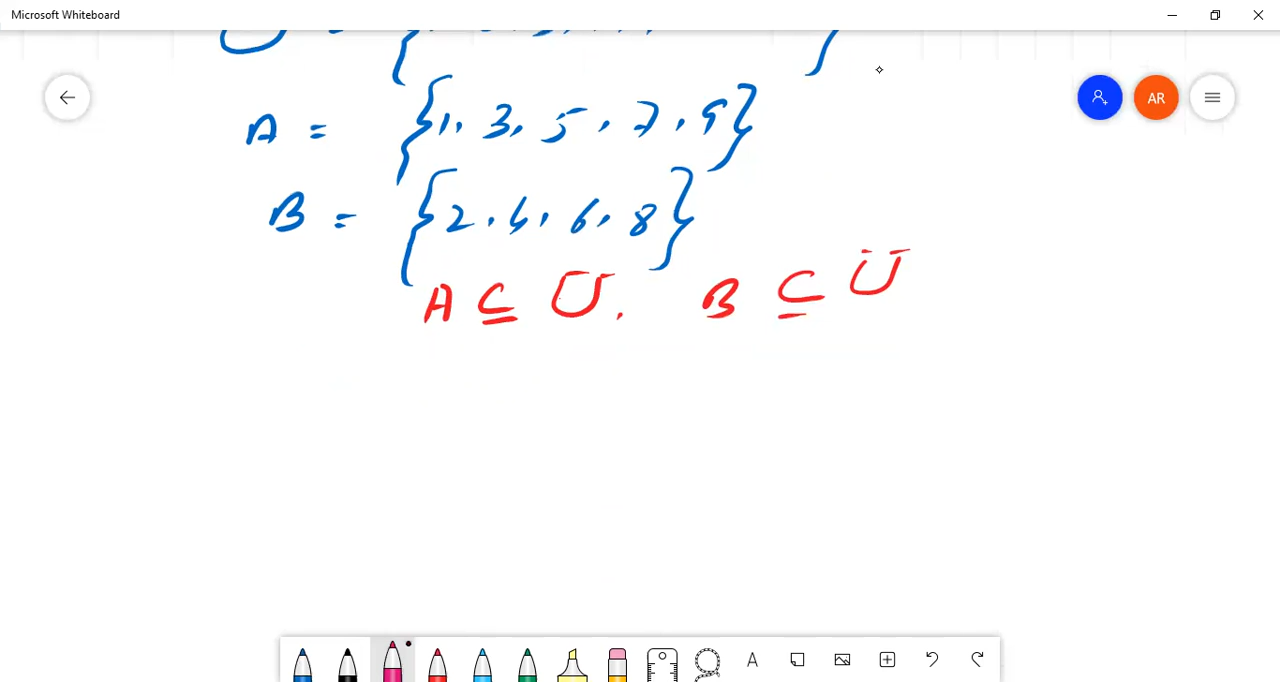 Microsoft Whiteboard
U = {
A = {1, 3, 5, 7, 9}
AR
B = {2, 4, 6, 8}
A ⊆ U, B ⊆ U
A